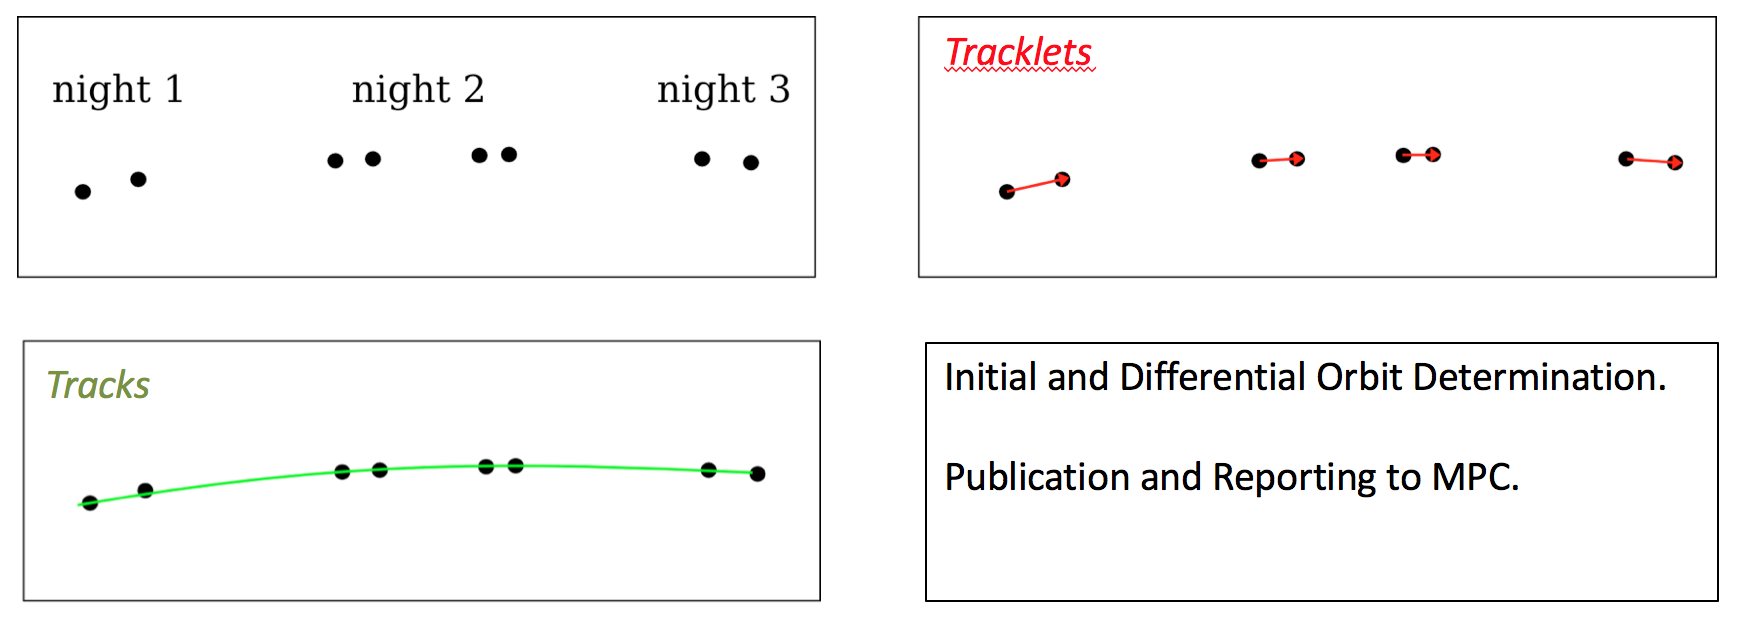 night 1
night 2
night 3
Tracklets
Tracks
Initial and Differential Orbit Determination.
Publication and Reporting to MPC.